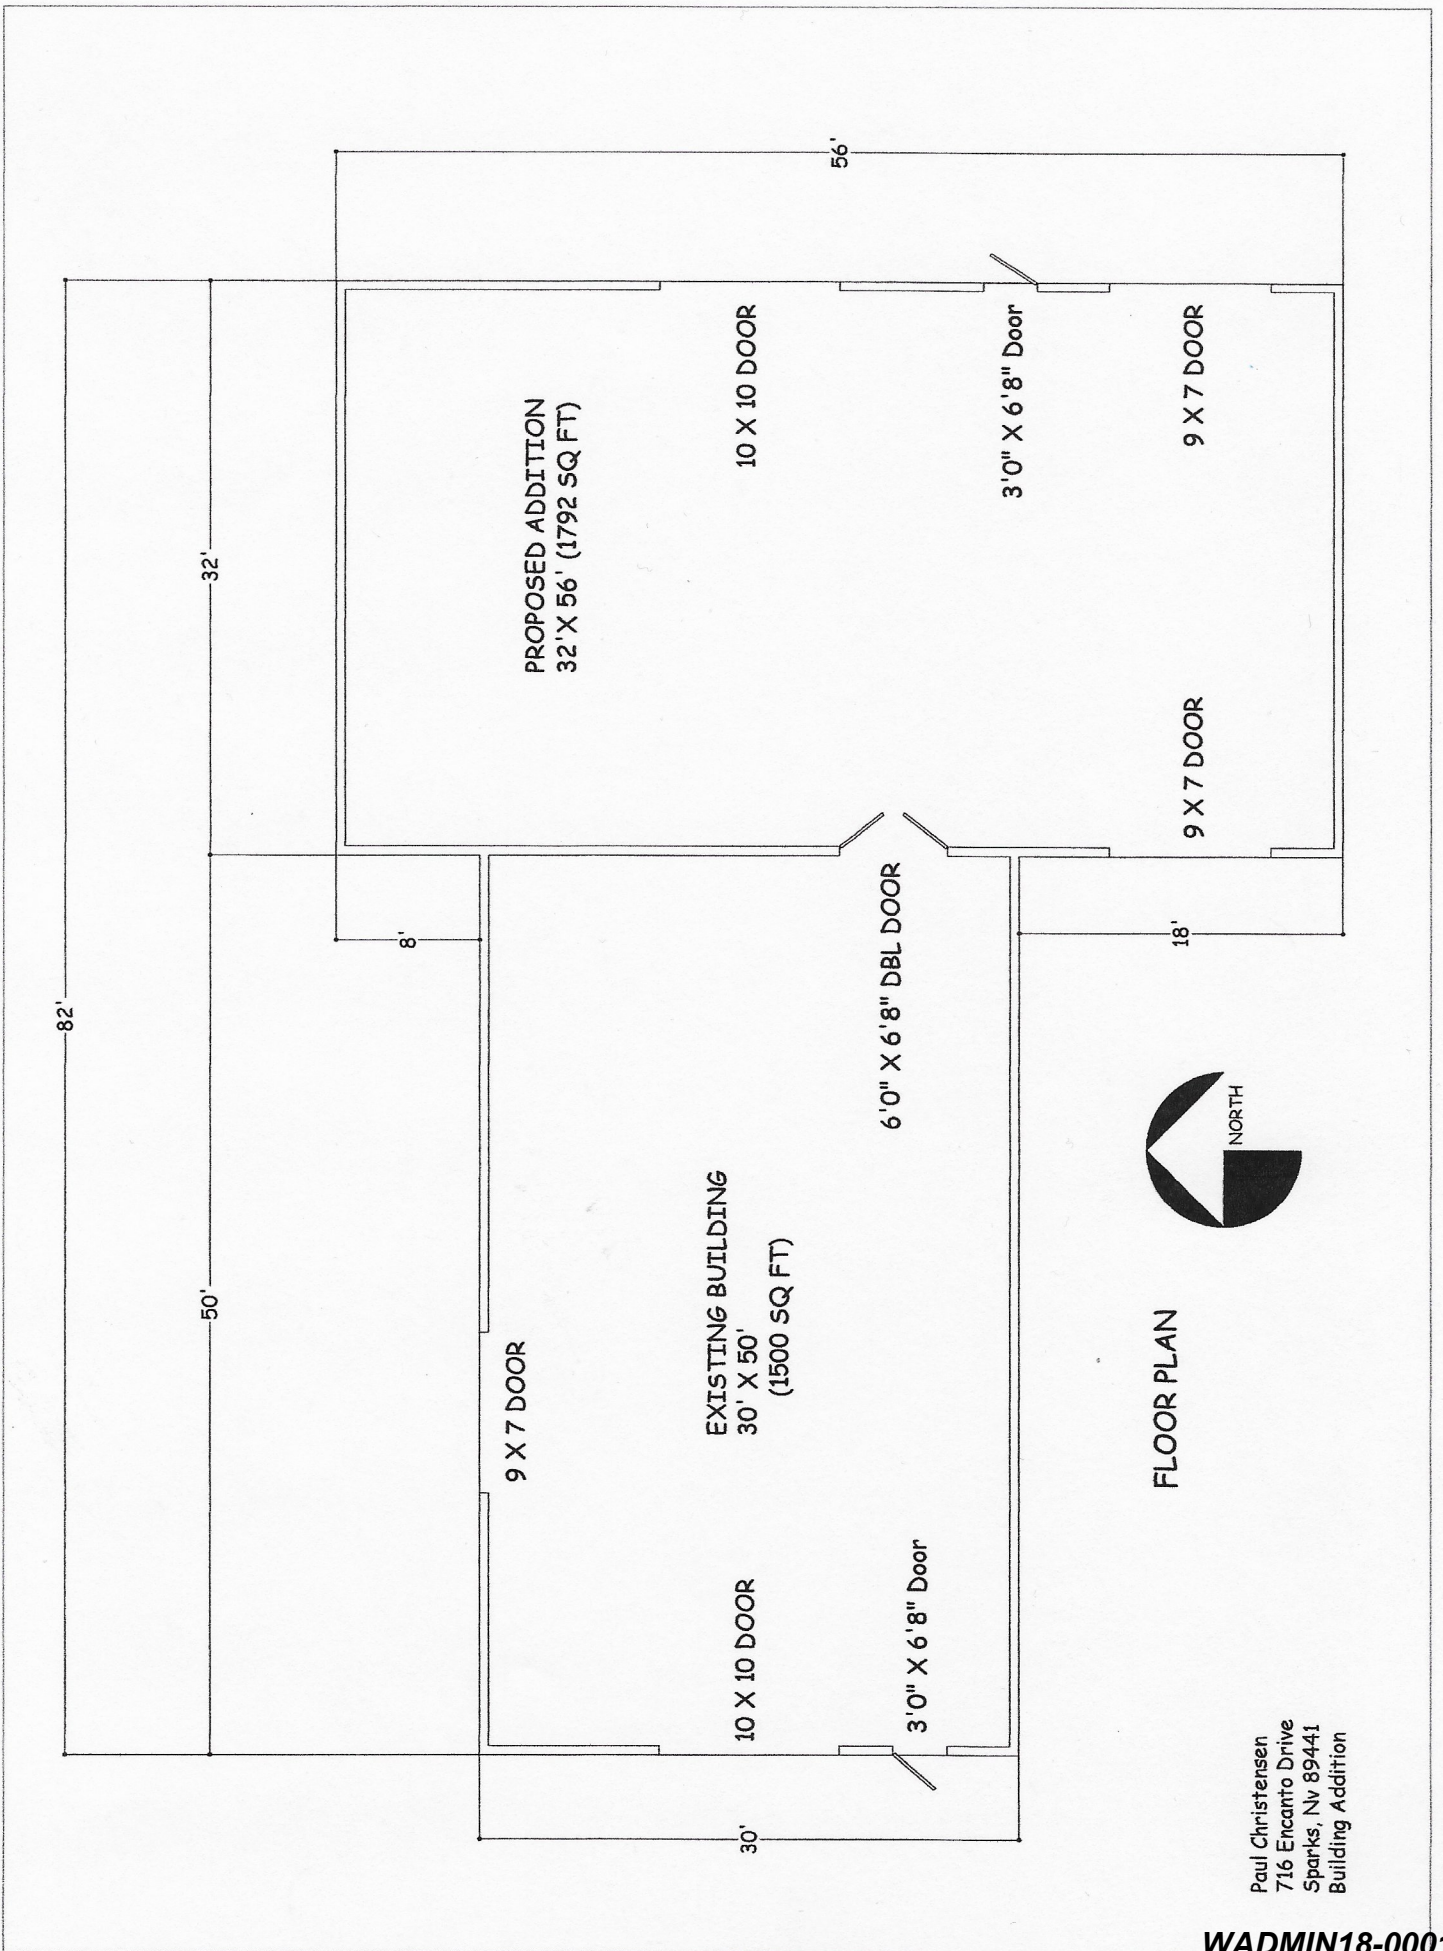 82'
50'
32'
8'
56'
18'
30'
PROPOSED ADDITION
32'X 56' (1792 SQ FT)
10 X 10 DOOR
3'0" X 6'8" Door
9 X 7 DOOR
9 X 7 DOOR
6'0" X 6'8" DBL DOOR
EXISTING BUILDING
30' X 50'
(1500 SQ FT)
9 X 7 DOOR
10 X 10 DOOR
3'0" X 6'8" Door
NORTH
FLOOR PLAN
Paul Christensen
716 Encanto Drive
Sparks, Nv 89441
Building Addition